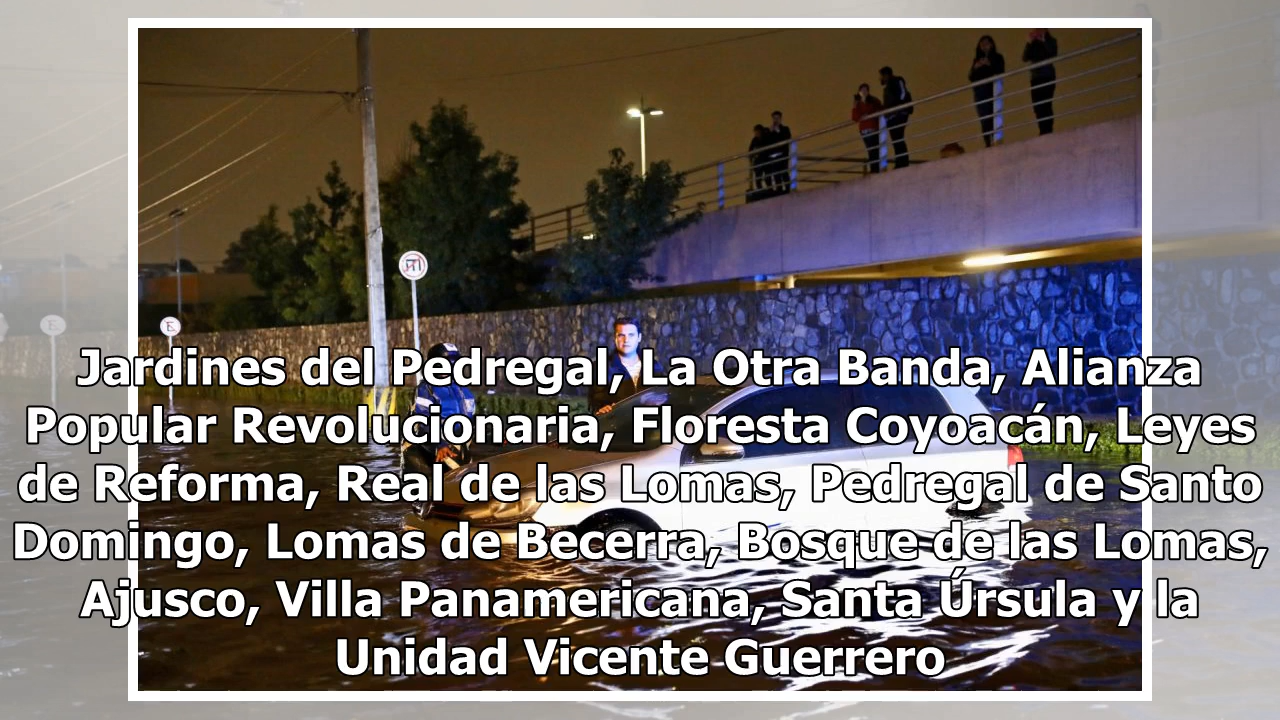 Jardines del Pedregal, La Otra Banda, Alianza
Popular Revolucionaria, Floresta Coyoacán, Leyes
de Reforma, Real de las Lomas, Pedregal de Santo
Domingo, Lomas de Becerra, Bosque de las Lomas,
Ajusco, Villa Panamericana, Santa Úrsula y la
Unidad Vicente Guerrero